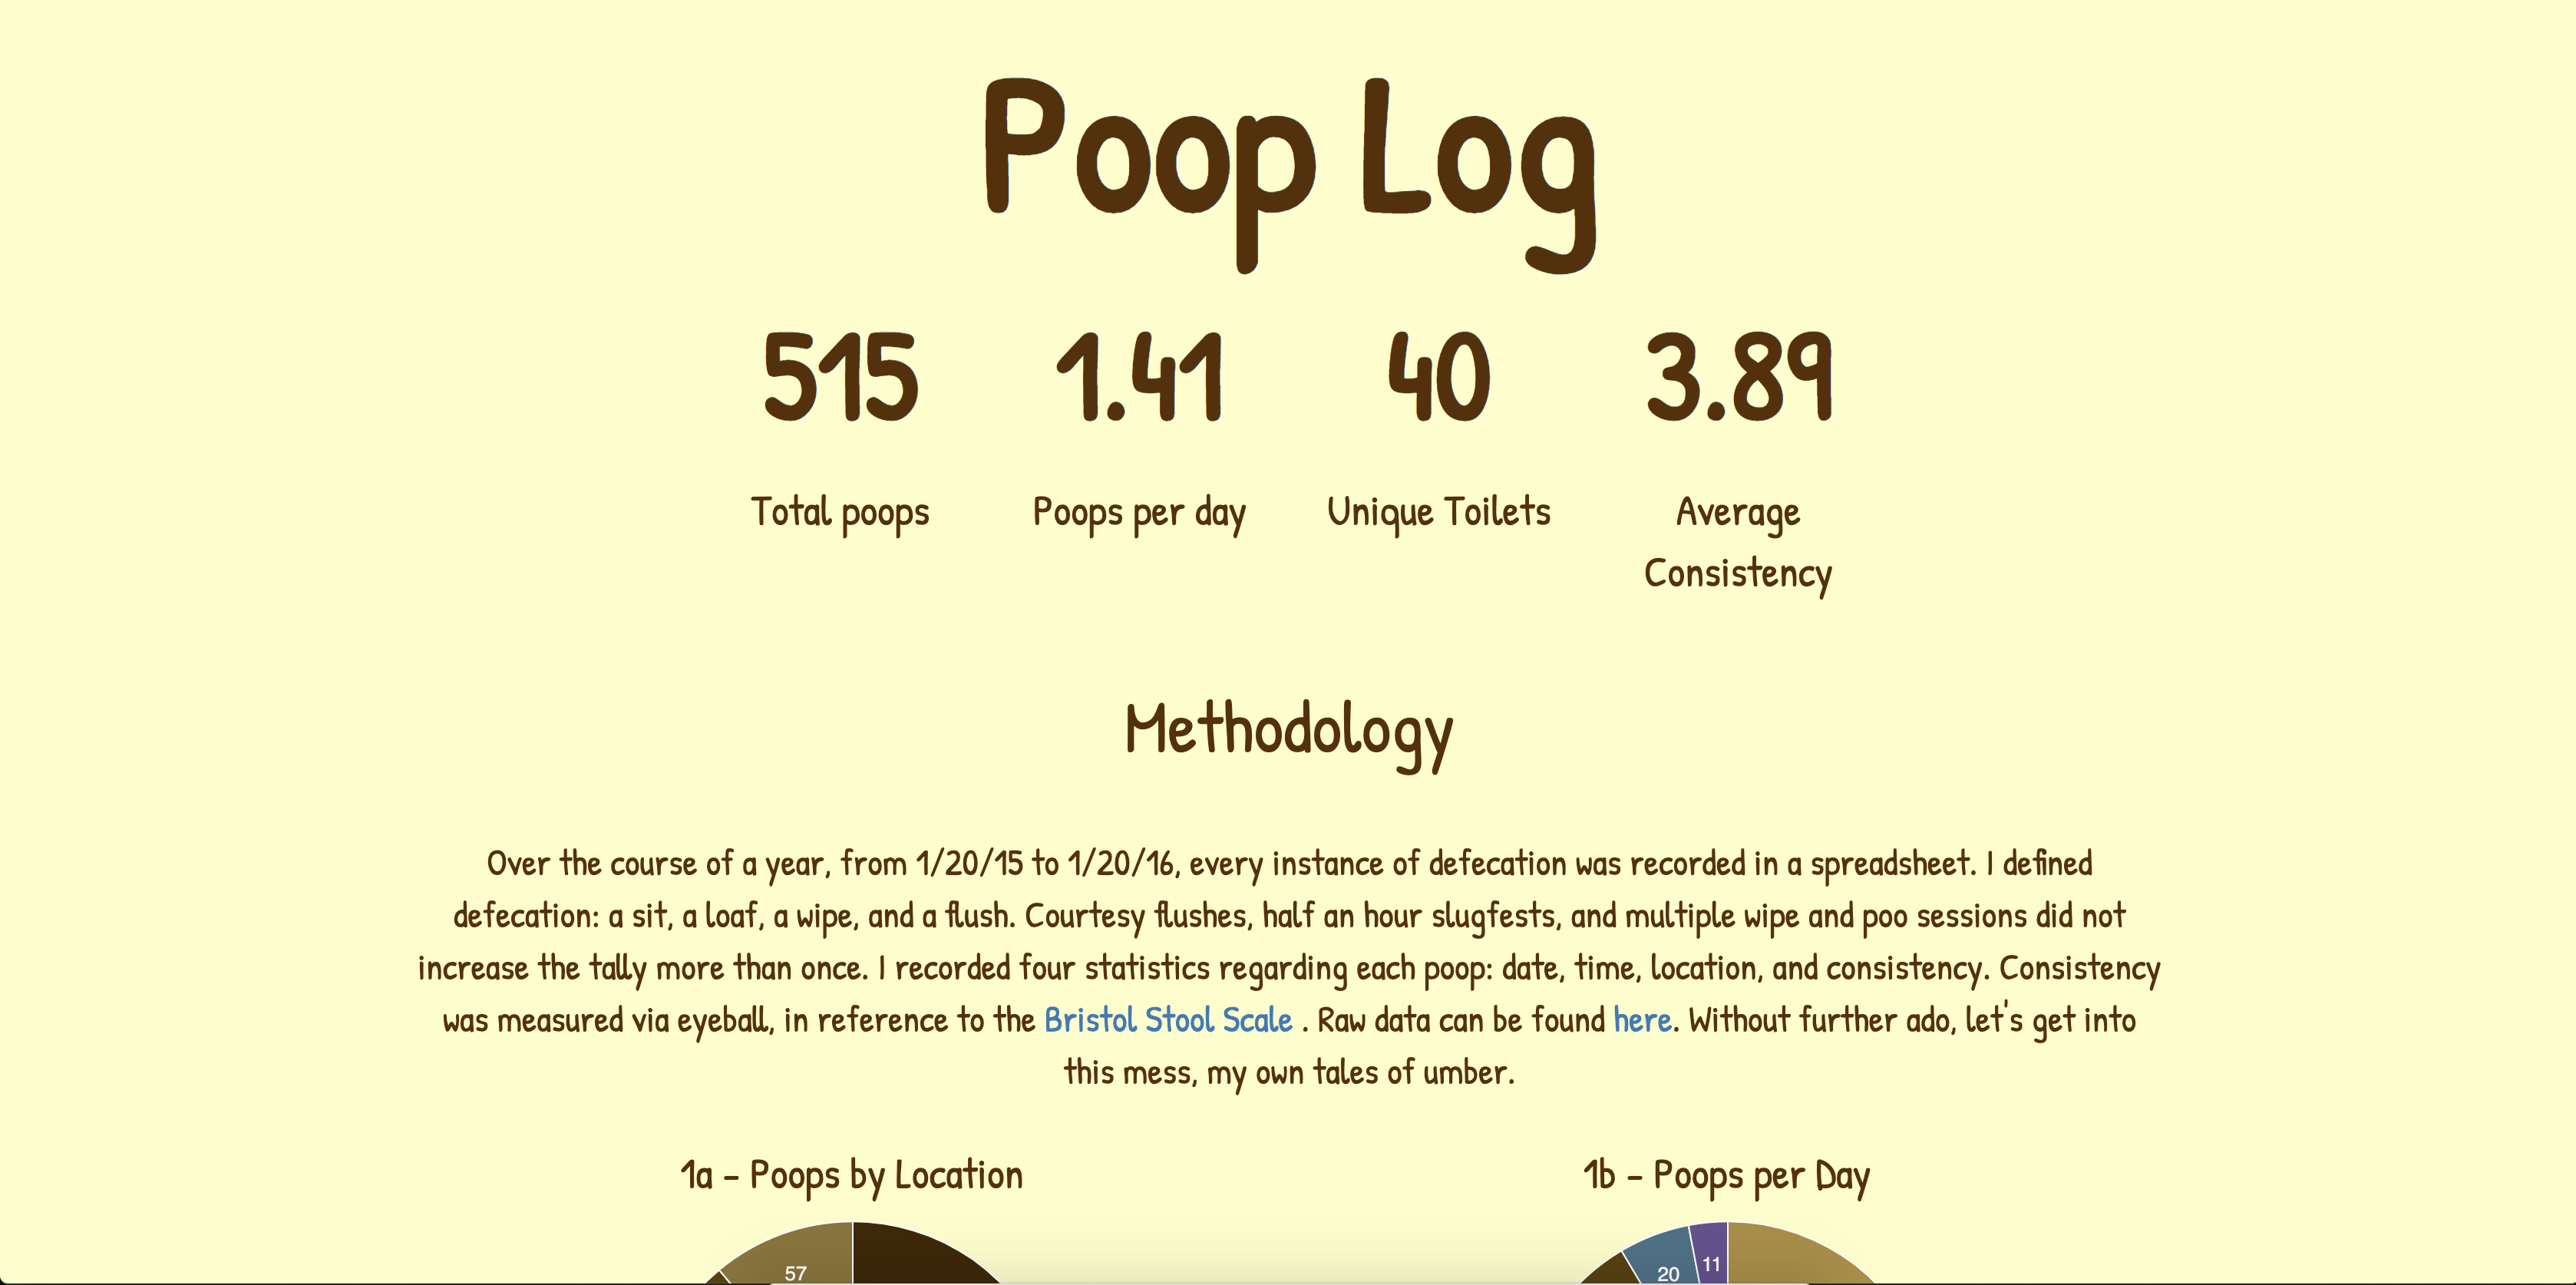 Poop Log
515 1.41 40 3.89
Total poops Poops per day Unique Toilets Average
Consistency
Methodology
Over the course of a year, from 1/20/15 to 1/20/16, every instance of defecation was recorded in a spreadsheet. I defined
defecation: a sit, a loaf, a wipe, and a flush. Courtesy flushes, half an hour slugfests, and multiple wipe and poo sessions did not
increase the tally more than once. I recorded four statistics regarding each poop: date, time, location, and consistency. Consistency
was measured via eyeball, in reference to the Bristol Stool Scale . Raw data can be found here. Without further ado, let's get into
this mess, my own tales of umber.
1a - Poops by Location 1b - Poops per Day
57 20 11